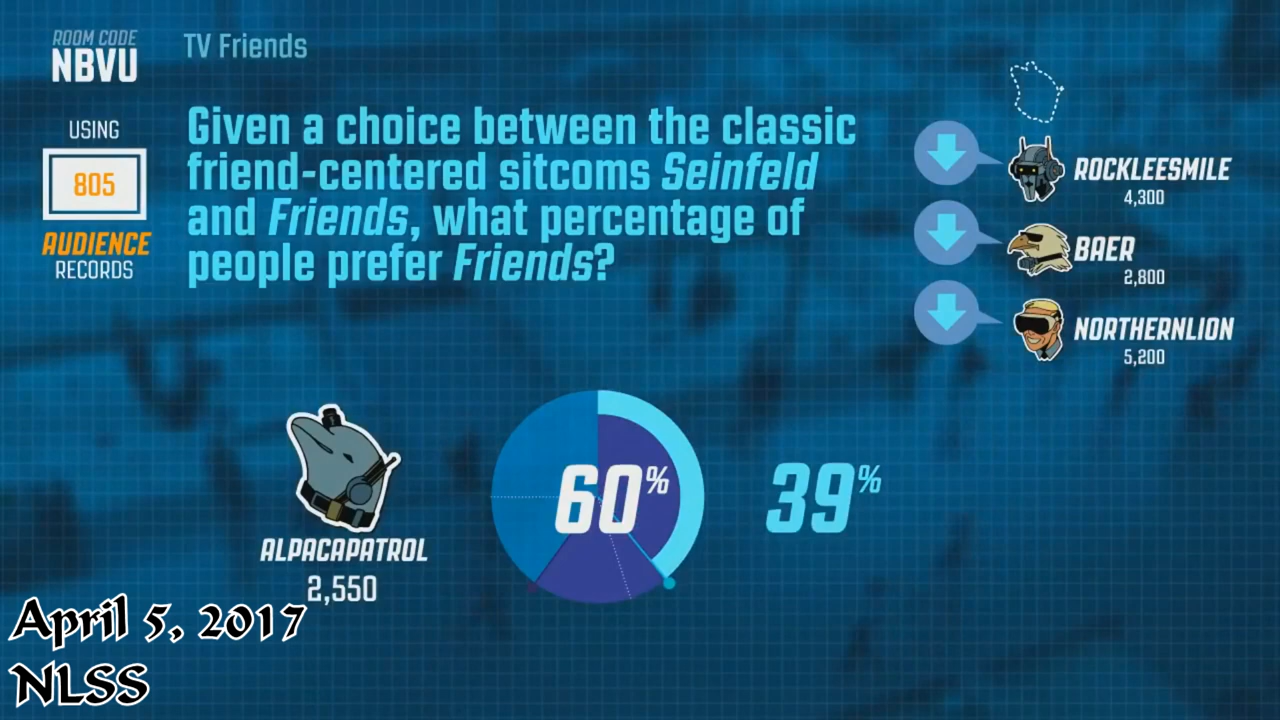 ROOM CODE
NBVU
TV Friends
USING
805
AUDIENCE
RECORDS
Given a choice between the classic
friend-centered sitcoms Seinfeld
and Friends, what percentage of
people prefer Friends?
ROCKLEESMILE
4,300
BAER
2,800
NORTHERNLION
5,200
60%
39%
ALPACAPATROL
2,550
April 5, 2017
NLSS